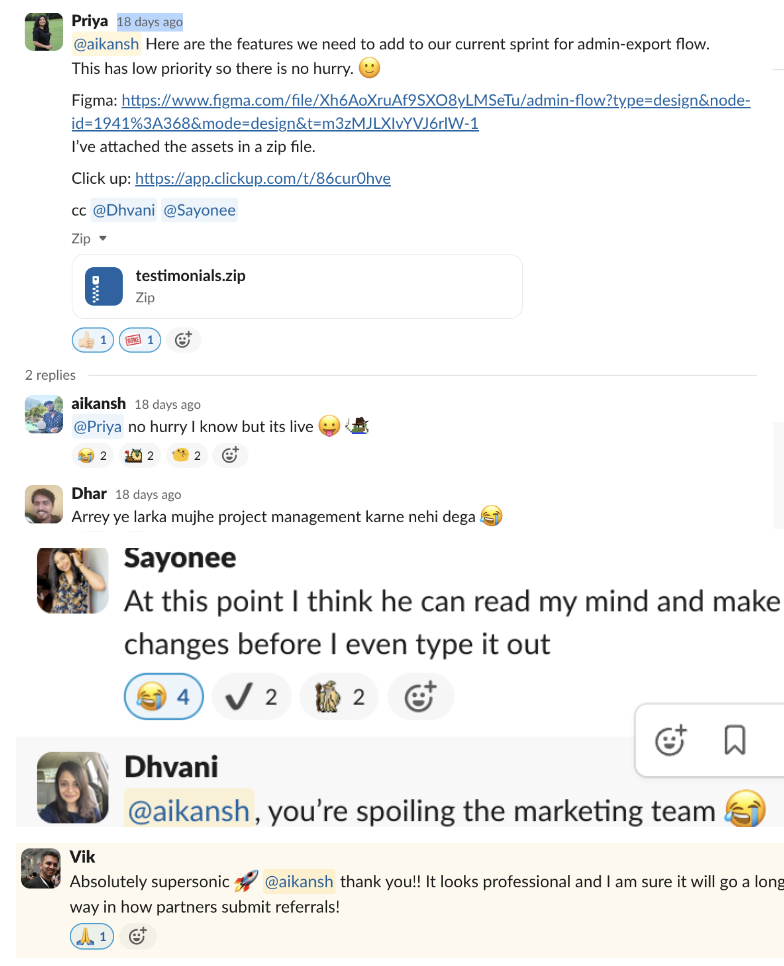 Priya 18 days ago
@aikansh Here are the features we need to add to our current sprint for admin-export flow.
This has low priority so there is no hurry. 🙂
Figma: https://www.figma.com/file/Xh6AoXruAf9SXO8yLMSeTu/admin-flow?type=design&node-
id=1941%3A368&mode=design&t=m3zMJLXIvYVJ6rIW-1
I've attached the assets in a zip file.
Click up: https://app.clickup.com/t/86cur0hve
cc @Dhvani @Sayonee
Zip
testimonials.zip
Zip
1 1
2 replies
aikansh 18 days ago
@Priya no hurry I know but its live 😛
😂 2 2 2
Dhar 18 days ago
Arrey ye larka mujhe project management karne nehi dega 😂
Sayonee
At this point I think he can read my mind and make
changes before I even type it out
😂 4 ✔ 2 2
Dhvani
@aikansh, you're spoiling the marketing team 😂
Vik
Absolutely supersonic 🚀 @aikansh thank you!! It looks professional and I am sure it will go a long
way in how partners submit referrals!
🙏 1